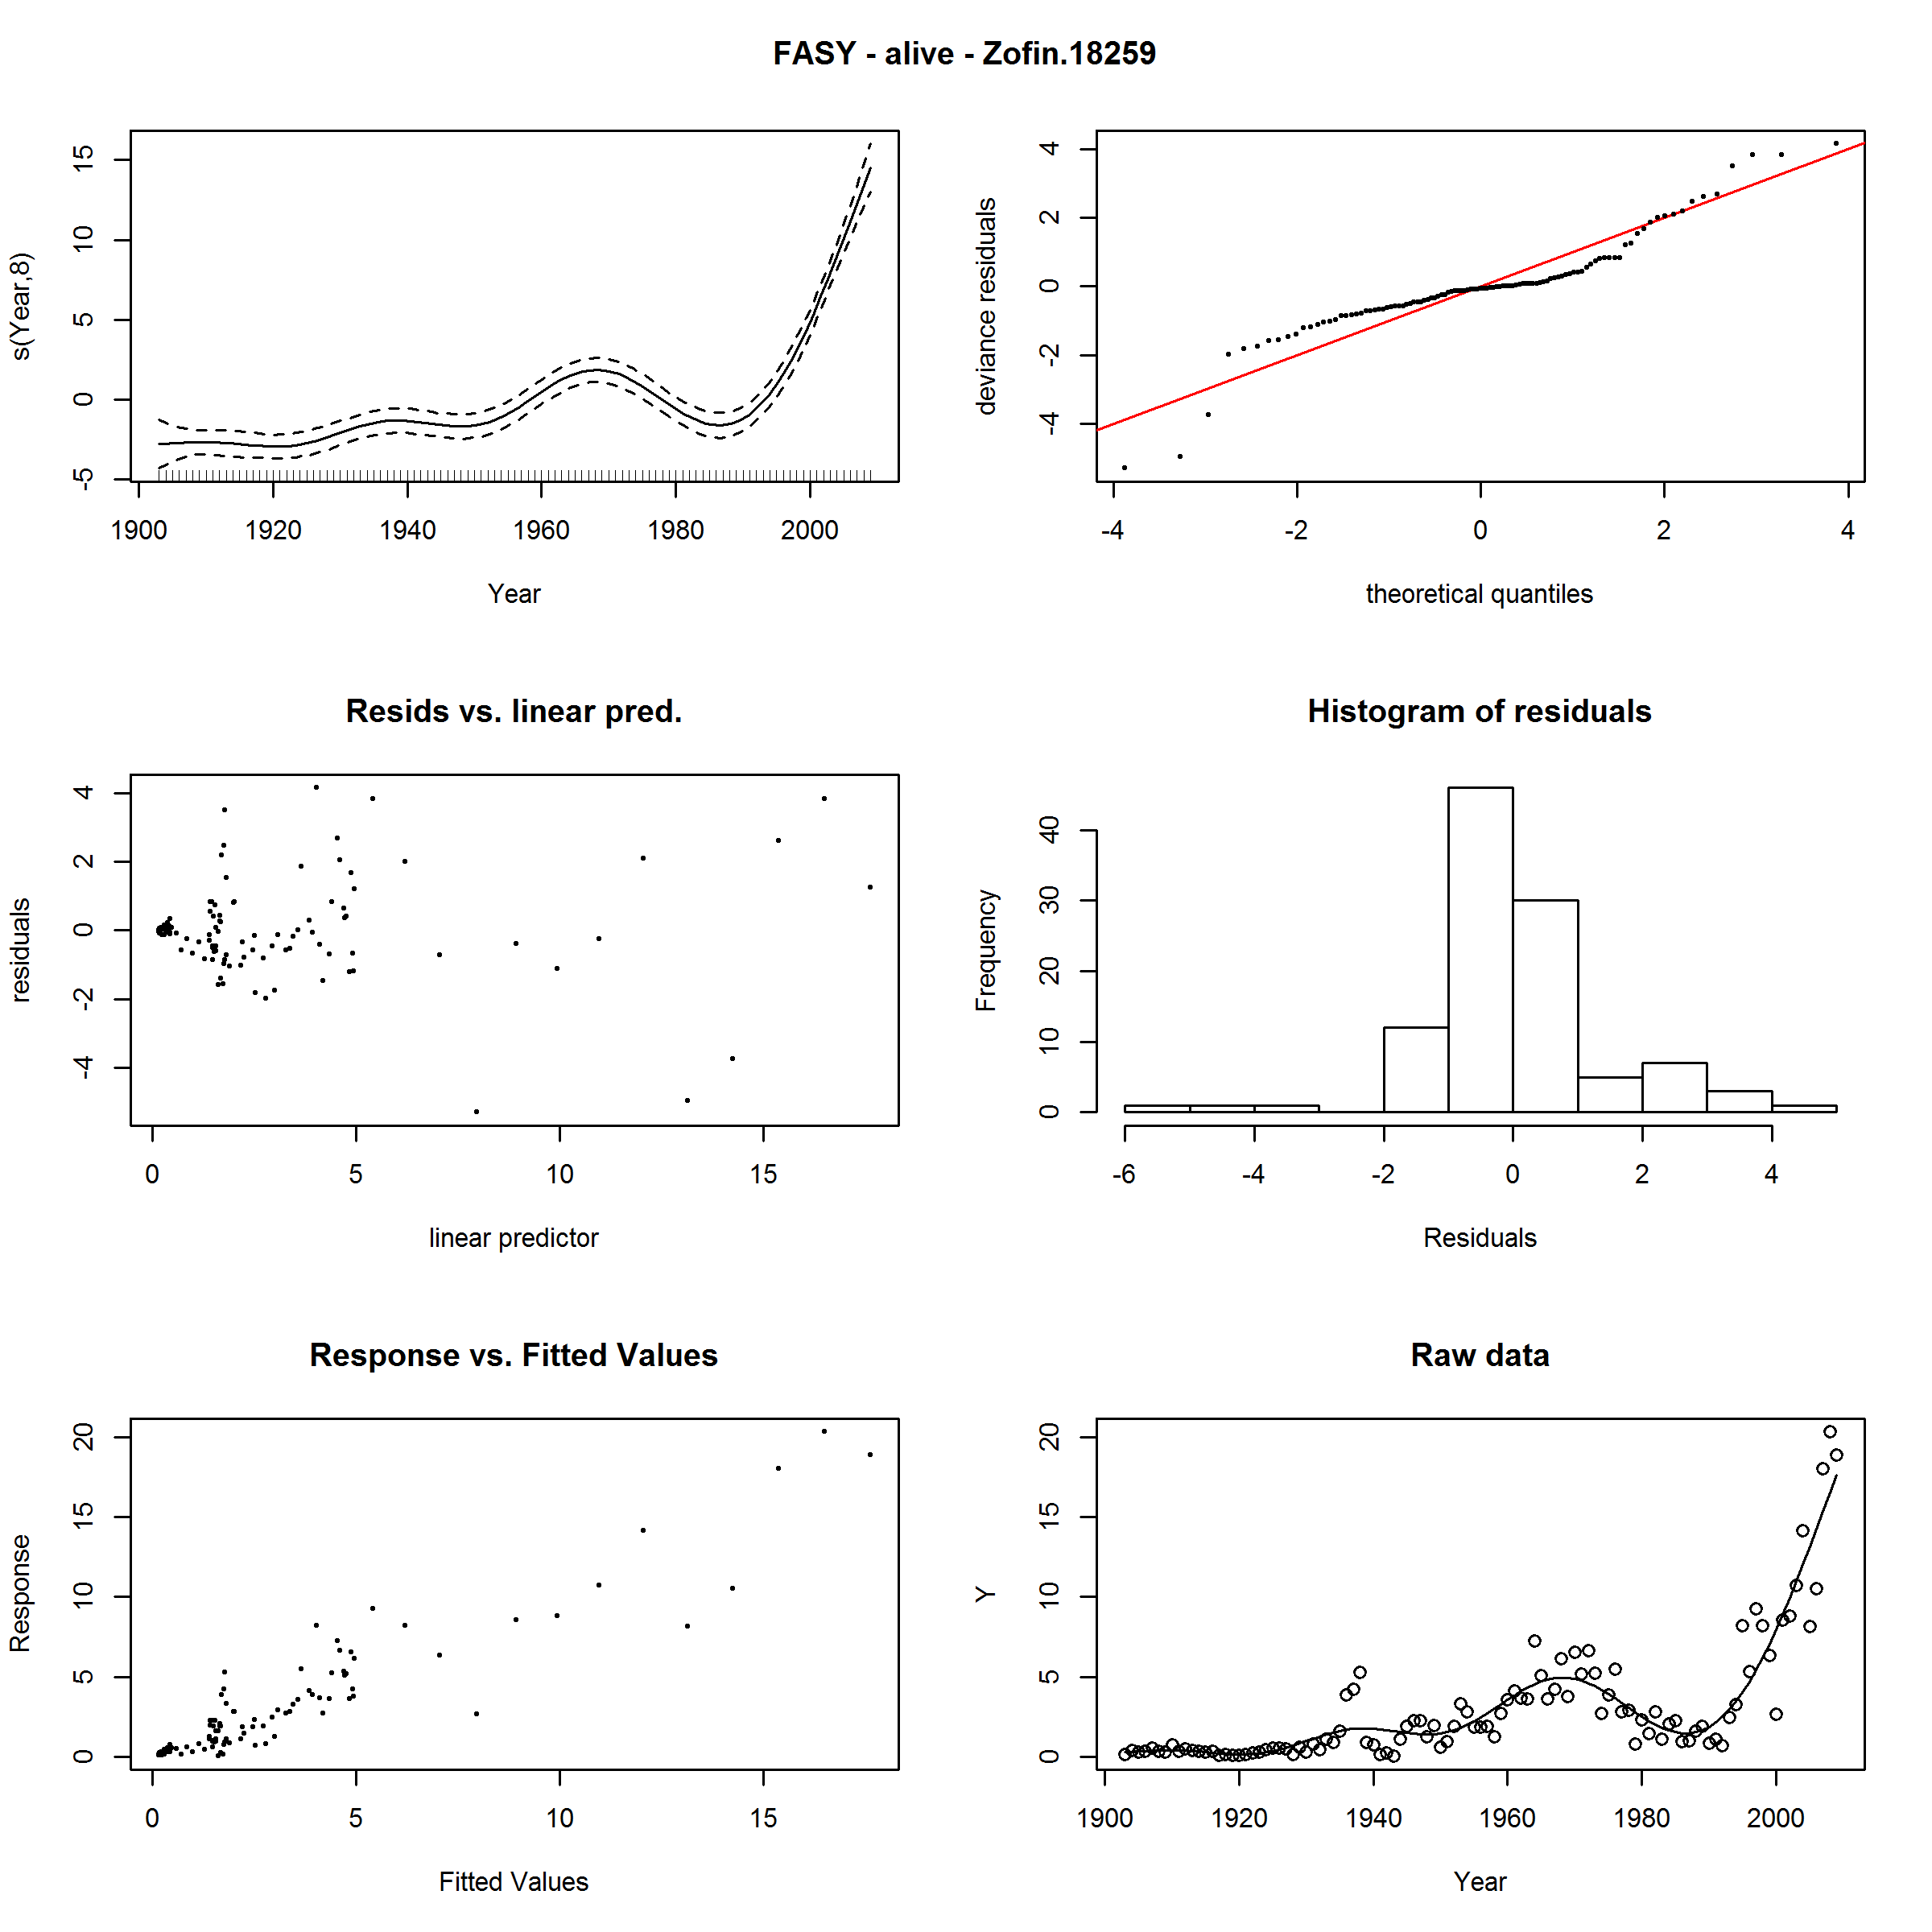 FASY - alive - Zofin.18259
s(Year,8)
-5 0 5 10 15
1900 1920 1940 1960 1980 2000
Year
deviance residuals
-4 -2 0 2 4
-4 -2 0 2 4
theoretical quantiles
Resids vs. linear pred.
residuals
-4 -2 0 2 4
0 5 10 15
linear predictor
Histogram of residuals
Frequency
0 10 20 30 40
-6 -4 -2 0 2 4
Residuals
Response vs. Fitted Values
Response
0 5 10 15 20
0 5 10 15
Fitted Values
Raw data
Y
0 5 10 15 20
1900 1920 1940 1960 1980 2000
Year